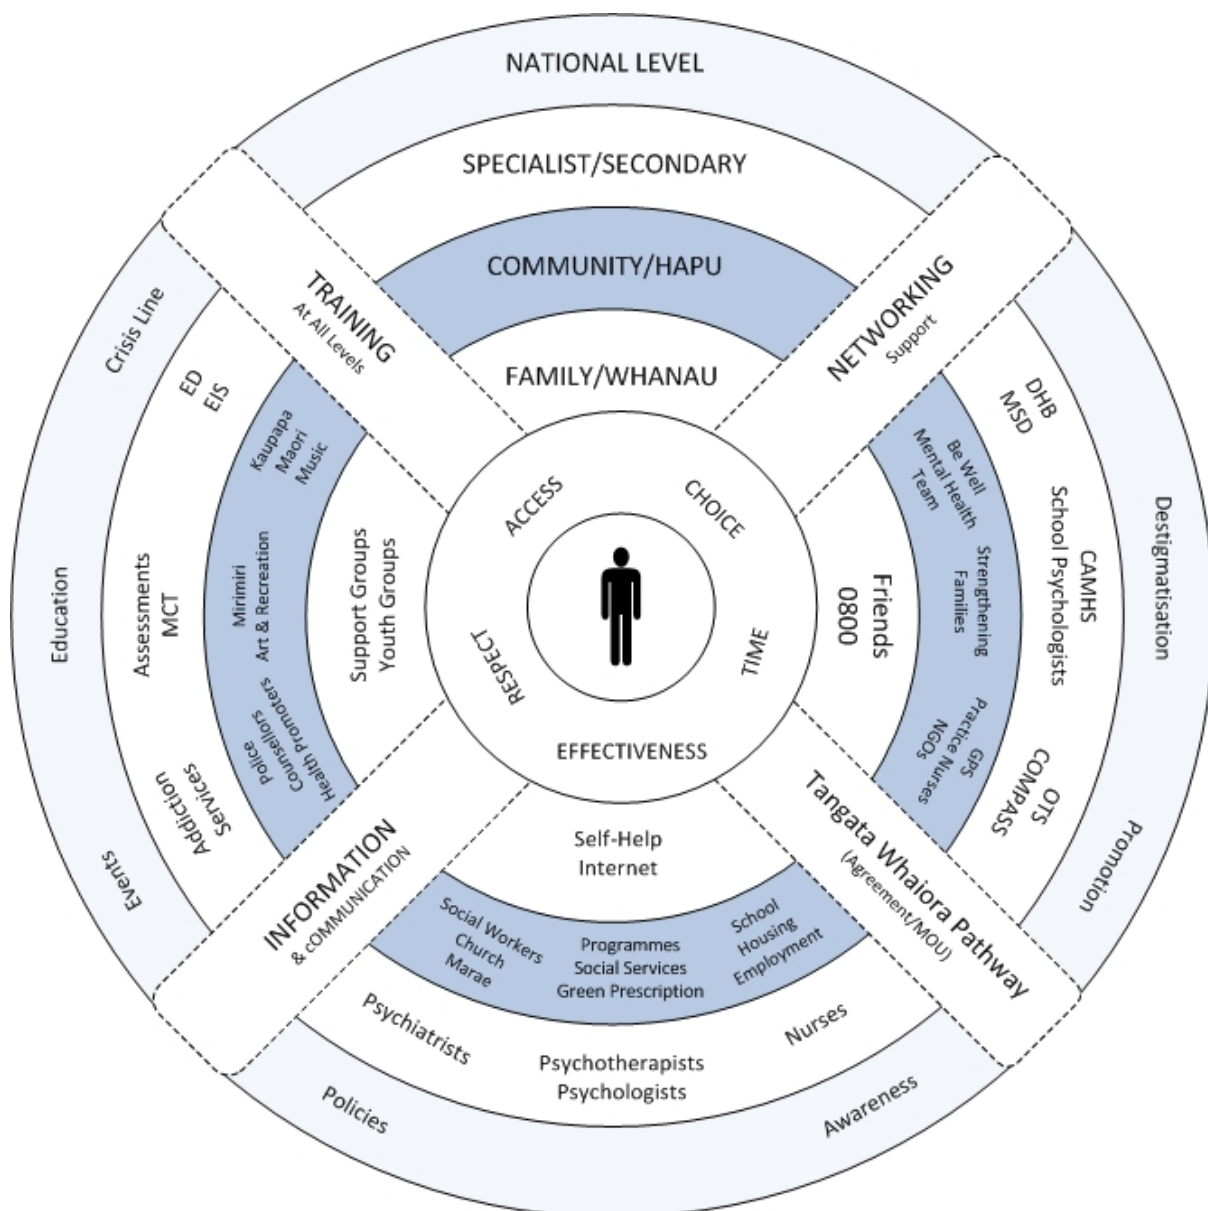 NATIONAL LEVEL
SPECIALIST/SECONDARY
COMMUNITY/HAPU
FAMILY/WHANAU
TRAINING
At All Levels
NETWORKING
Support
ACCESS
CHOICE
TIME
EFFECTIVENESS
RESPECT
Crisis Line
Education
Events
ED
EIS
Assessments
MCT
Addiction
Services
Kaupapa
Maori
Music
Mirimiri
Art & Recreation
Police
Counsellors
Health Promoters
Support Groups
Youth Groups
Friends
0800
Be Well
Mental Health
Team
Strengthening
Families
GPS
Practice Nurses
NGOs
DHB
MSD
CAMHS
School Psychologists
OTS
COMPASS
Destigmatisation
Promotion
INFORMATION
& cOMMUNICATION
Tangata Whaiora Pathway
(Agreement/MOU)
Self-Help
Internet
Social Workers
Church
Marae
Programmes
Social Services
Green Prescription
School
Housing
Employment
Psychiatrists
Psychotherapists
Psychologists
Nurses
Policies
Awareness